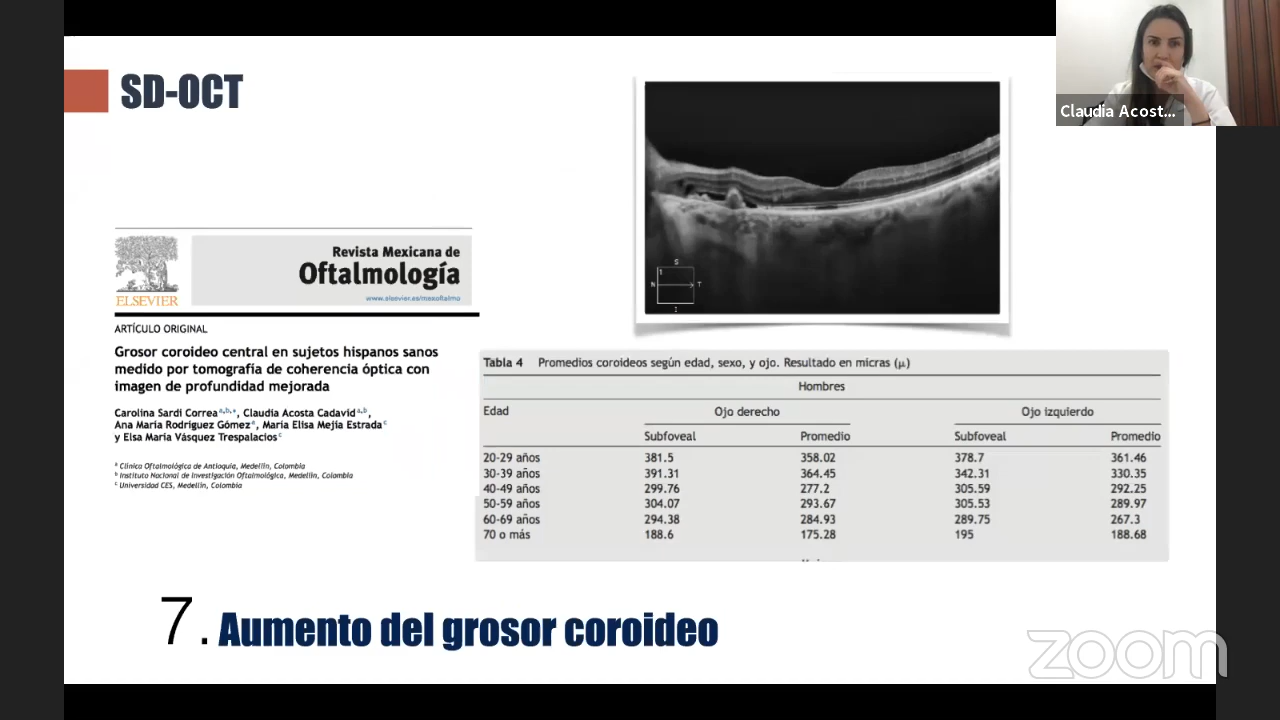 SD-OCT
Claudia Acost...
S
1
N
T
I
ELSEVIER
Revista Mexicana de
Oftalmología
www.elsevier.es/mexoftalmo
ARTÍCULO ORIGINAL
Grosor coroideo central en sujetos hispanos sanos
medido por tomografía de coherencia óptica con
imagen de profundidad mejorada
Carolina Sardi Correa a,b,*, Claudia Acosta Cadavid a,b,
Ana María Rodríguez Gómez a, María Elisa Mejía Estrada c
y Elsa María Vásquez Trespalacios c
a Clínica Oftalmológica de Antioquia, Medellín, Colombia
b Instituto Nacional de Investigación Oftalmológica, Medellín, Colombia
c Universidad CES, Medellín, Colombia
Tabla 4 Promedios coroideos según edad, sexo, y ojo. Resultado en micras (μ)
Hombres
Edad Ojo derecho Ojo izquierdo
Subfoveal Promedio Subfoveal Promedio
20-29 años 381.5 358.02 378.7 361.46
30-39 años 391.31 364.45 342.31 330.35
40-49 años 299.76 277.2 305.59 292.25
50-59 años 304.07 293.67 305.53 289.97
60-69 años 294.38 284.93 289.75 267.3
70 o más 188.6 175.28 195 188.68
7. Aumento del grosor coroideo
zoom